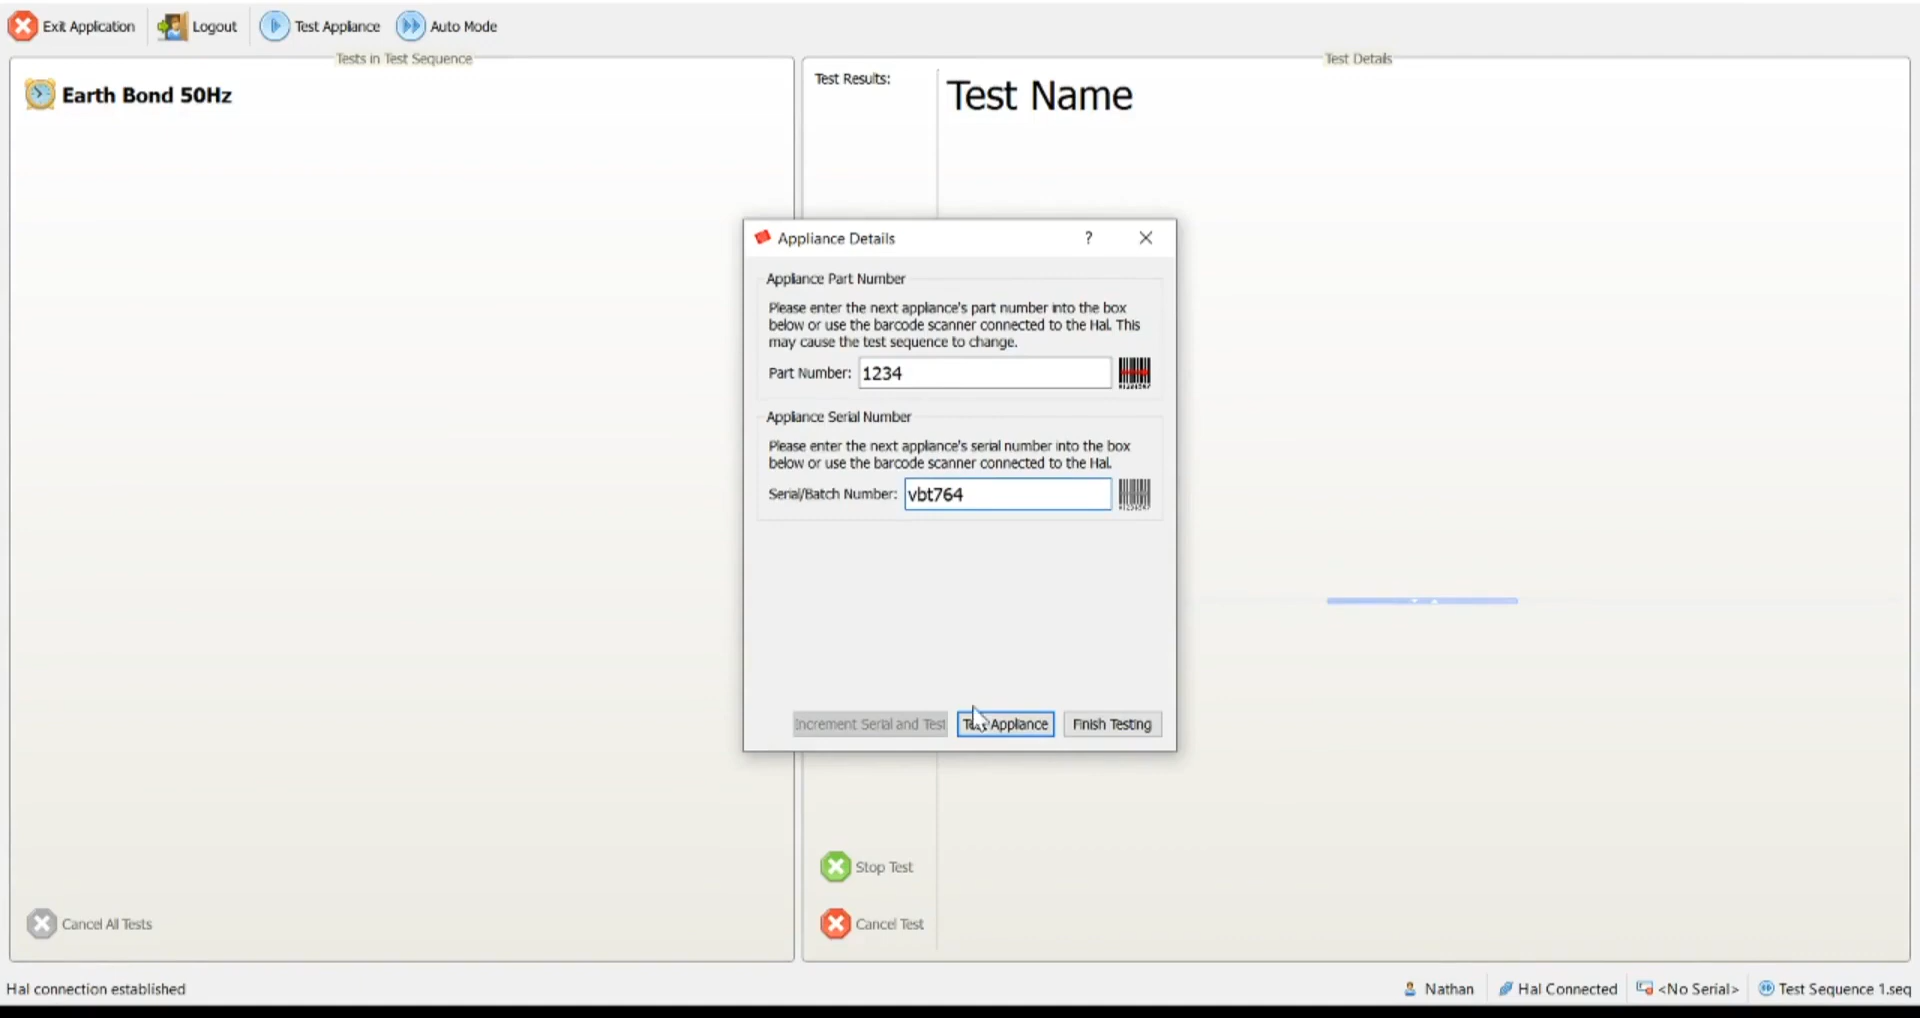 Exit Application
Logout
Test Appliance
Auto Mode
Tests in Test Sequence
Test Details
Earth Bond 50Hz
Test Results:
Test Name
Appliance Details
?
Appliance Part Number
Please enter the next appliance's part number into the box
below or use the barcode scanner connected to the Hal. This
may cause the test sequence to change.
Part Number: 1234
Appliance Serial Number
Please enter the next appliance's serial number into the box
below or use the barcode scanner connected to the Hal.
Serial/Batch Number: vbt764
Increment Serial and Test
Appliance
Finish Testing
Stop Test
Cancel All Tests
Cancel Test
Hal connection established
Nathan
Hal Connected
<No Serial>
Test Sequence 1.seq